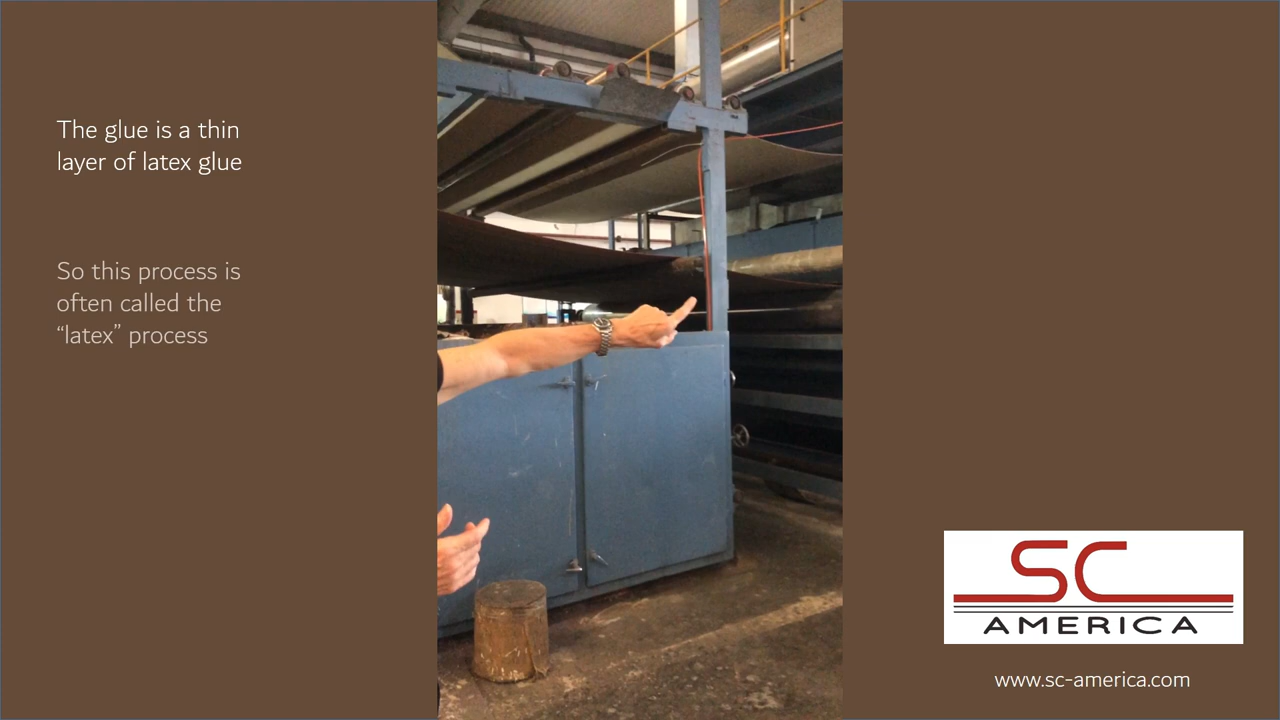 The glue is a thin
layer of latex glue
So this process is
often called the
“latex” process
SC
AMERICA
www.sc-america.com